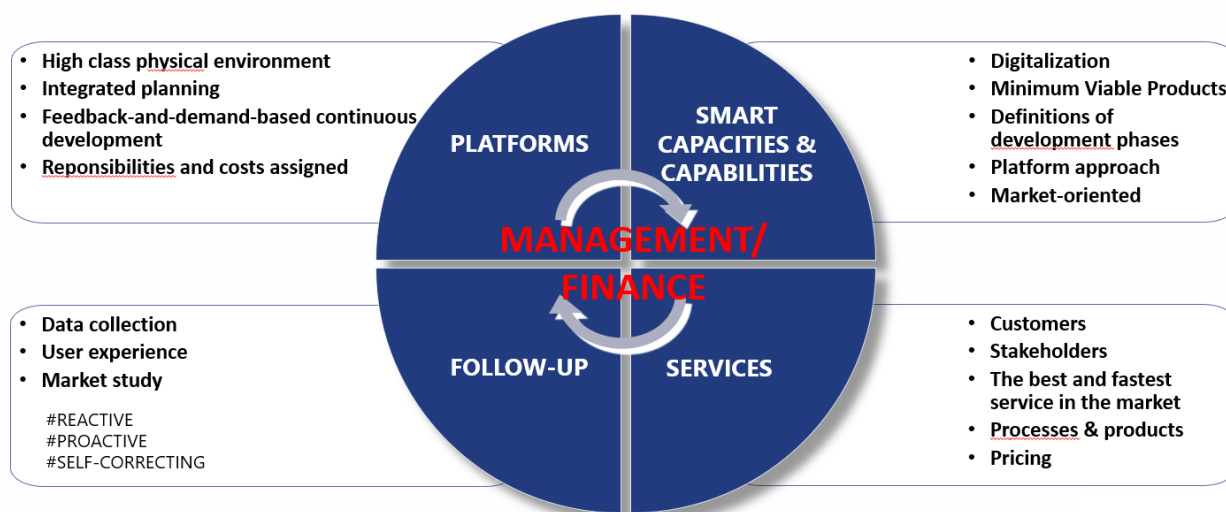 • High class physical environment
• Integrated planning
• Feedback-and-demand-based continuous
development
• Reponsibilities and costs assigned
PLATFORMS
SMART
CAPACITIES &
CAPABILITIES
• Digitalization
• Minimum Viable Products
• Definitions of
development phases
• Platform approach
• Market-oriented
MANAGEMENT/
FINANCE
• Data collection
• User experience
• Market study
#REACTIVE
#PROACTIVE
#SELF-CORRECTING
FOLLOW-UP
SERVICES
• Customers
• Stakeholders
• The best and fastest
service in the market
• Processes & products
• Pricing